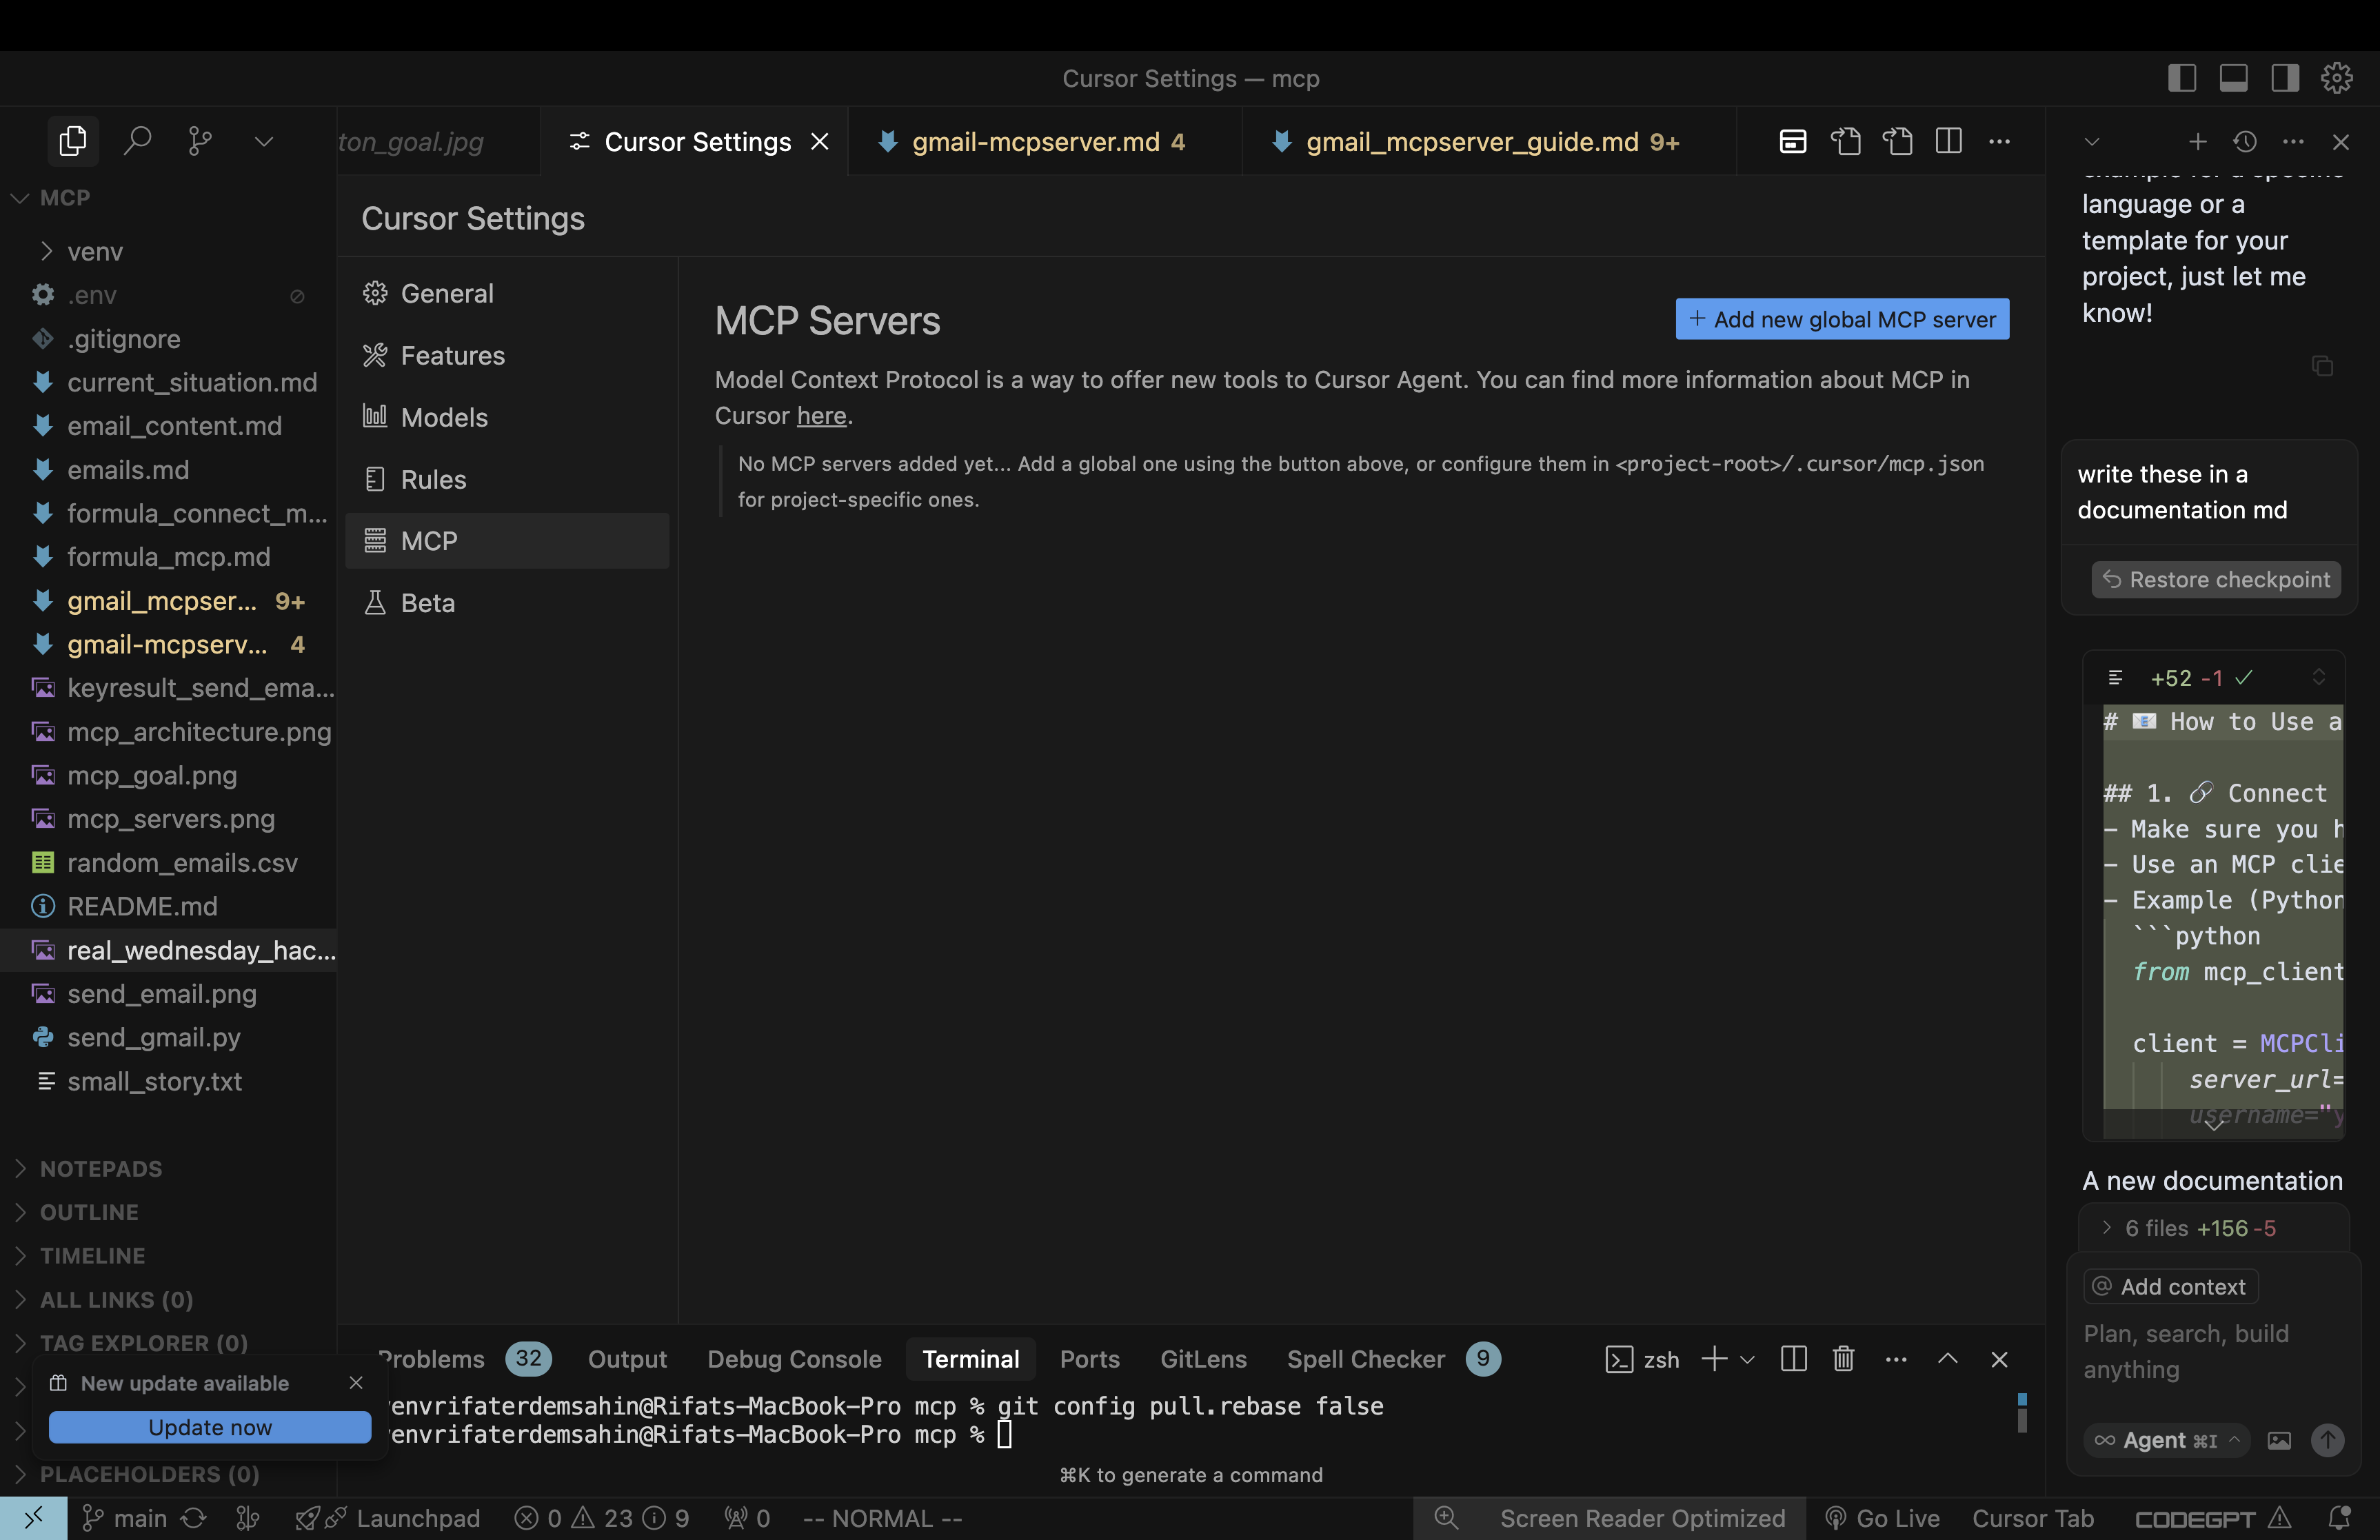 Cursor Settings — mcp
ton_goal.jpg
Cursor Settings
gmail-mcpserver.md 4
gmail_mcpserver_guide.md 9+
MCP
venv
.env
.gitignore
current_situation.md
email_content.md
emails.md
formula_connect_m...
formula_mcp.md
gmail_mcpser... 9+
gmail-mcpserv... 4
keyresult_send_ema...
mcp_architecture.png
mcp_goal.png
mcp_servers.png
random_emails.csv
README.md
real_wednesday_hac...
send_email.png
send_gmail.py
small_story.txt
NOTEPADS
OUTLINE
TIMELINE
ALL LINKS (0)
TAG EXPLORER (0)
New update available
Update now
PLACEHOLDERS (0)
Cursor Settings
General
Features
Models
Rules
MCP
Beta
MCP Servers
+ Add new global MCP server
Model Context Protocol is a way to offer new tools to Cursor Agent. You can find more information about MCP in
Cursor here.
No MCP servers added yet... Add a global one using the button above, or configure them in <project-root>/.cursor/mcp.json
for project-specific ones.
Problems 32 Output Debug Console Terminal Ports GitLens Spell Checker 9 zsh
venvrifaterdemsahin@Rifats-MacBook-Pro mcp % git config pull.rebase false
venvrifaterdemsahin@Rifats-MacBook-Pro mcp %
⌘K to generate a command
example for a specific
language or a
template for your
project, just let me
know!
write these in a
documentation md
Restore checkpoint
+52 -1
# 📧 How to Use a
## 1. 🔗 Connect
- Make sure you h
- Use an MCP clie
- Example (Python
```python
from mcp_client
client = MCPCli
server_url=
username="y
A new documentation
6 files +156 -5
@ Add context
Plan, search, build
anything
∞ Agent ⌘I
main Launchpad 0 23 9 0 -- NORMAL -- Screen Reader Optimized Go Live Cursor Tab CODEGPT